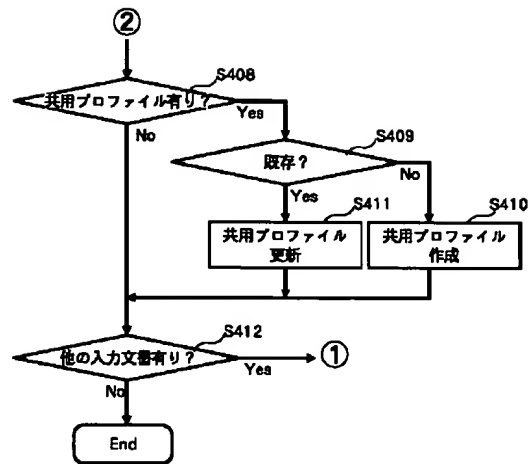 ②
S408
共用プロファイル有り？
Yes
No
S409
既存？
Yes
No
S411
共用プロファイル
更新
S410
共用プロファイル
作成
S412
他の入力文書有り？
Yes
①
No
End